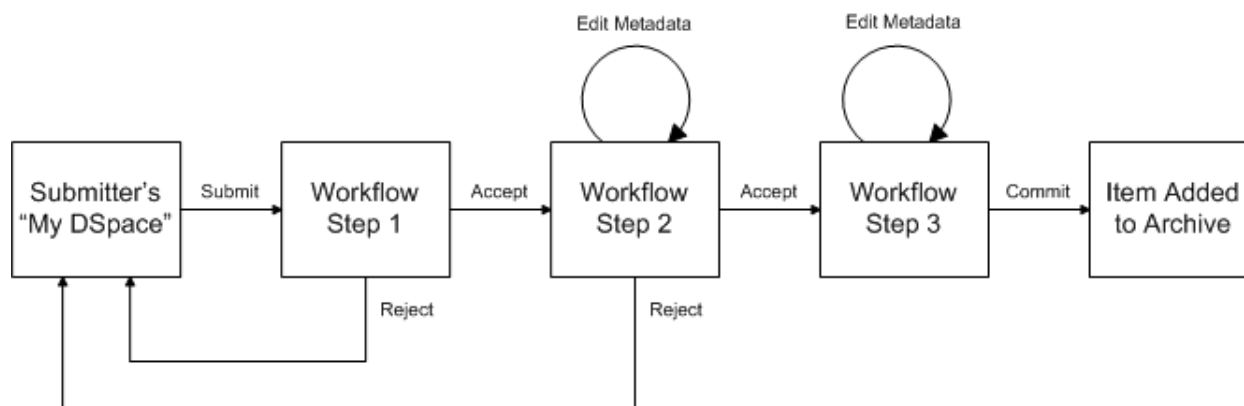 Edit Metadata
Edit Metadata
Submitter's
“My DSpace”
Submit
Workflow
Step 1
Accept
Workflow
Step 2
Accept
Workflow
Step 3
Commit
Item Added
to Archive
Reject
Reject